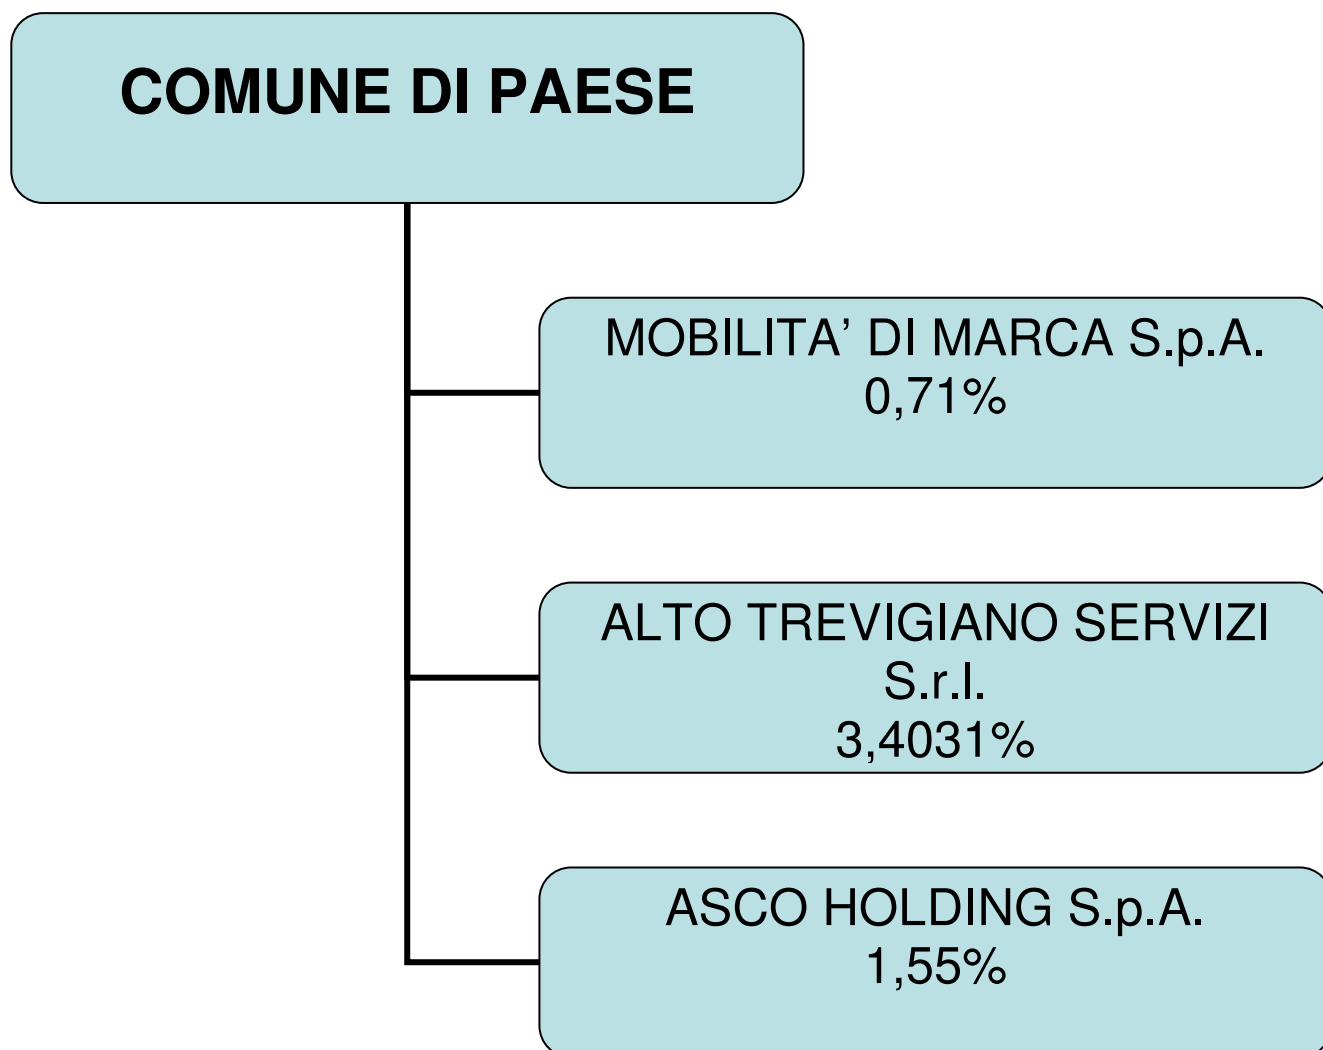 COMUNE DI PAESE
MOBILITA’ DI MARCA S.p.A.
0,71%
ALTO TREVIGIANO SERVIZI
S.r.l.
3,4031%
ASCO HOLDING S.p.A.
1,55%